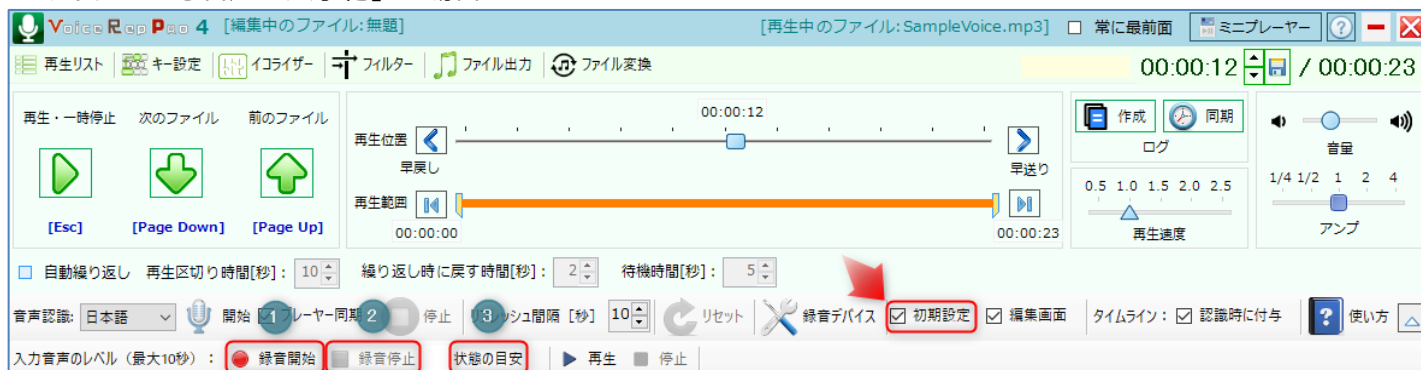 Voice Rep Pro 4 [編集中のファイル:無題] [再生中のファイル: SampleVoice.mp3] 常に最前面 ミニプレーヤー ?
再生リスト キー設定 イコライザー フィルター ファイル出力 ファイル変換 00:00:12 / 00:00:23
再生・一時停止 次のファイル 前のファイル
[Esc] [Page Down] [Page Up]
00:00:12
再生位置
早戻し 早送り
再生範囲
00:00:00 00:00:23
作成 同期
ログ
0.5 1.0 1.5 2.0 2.5
再生速度
音量
1/4 1/2 1 2 4
アンプ
自動繰り返し 再生区切り時間[秒]: 10 繰り返し時に戻す時間[秒]: 2 待機時間[秒]: 5
音声認識: 日本語 開始 1 レーヤー同期 2 停止 3 ッシュ間隔 [秒] 10 リセット 録音デバイス 初期設定 編集画面 タイムライン: 認識時に付与 ? 使い方
入力音声のレベル (最大10秒) : 録音開始 録音停止 状態の目安 再生 停止